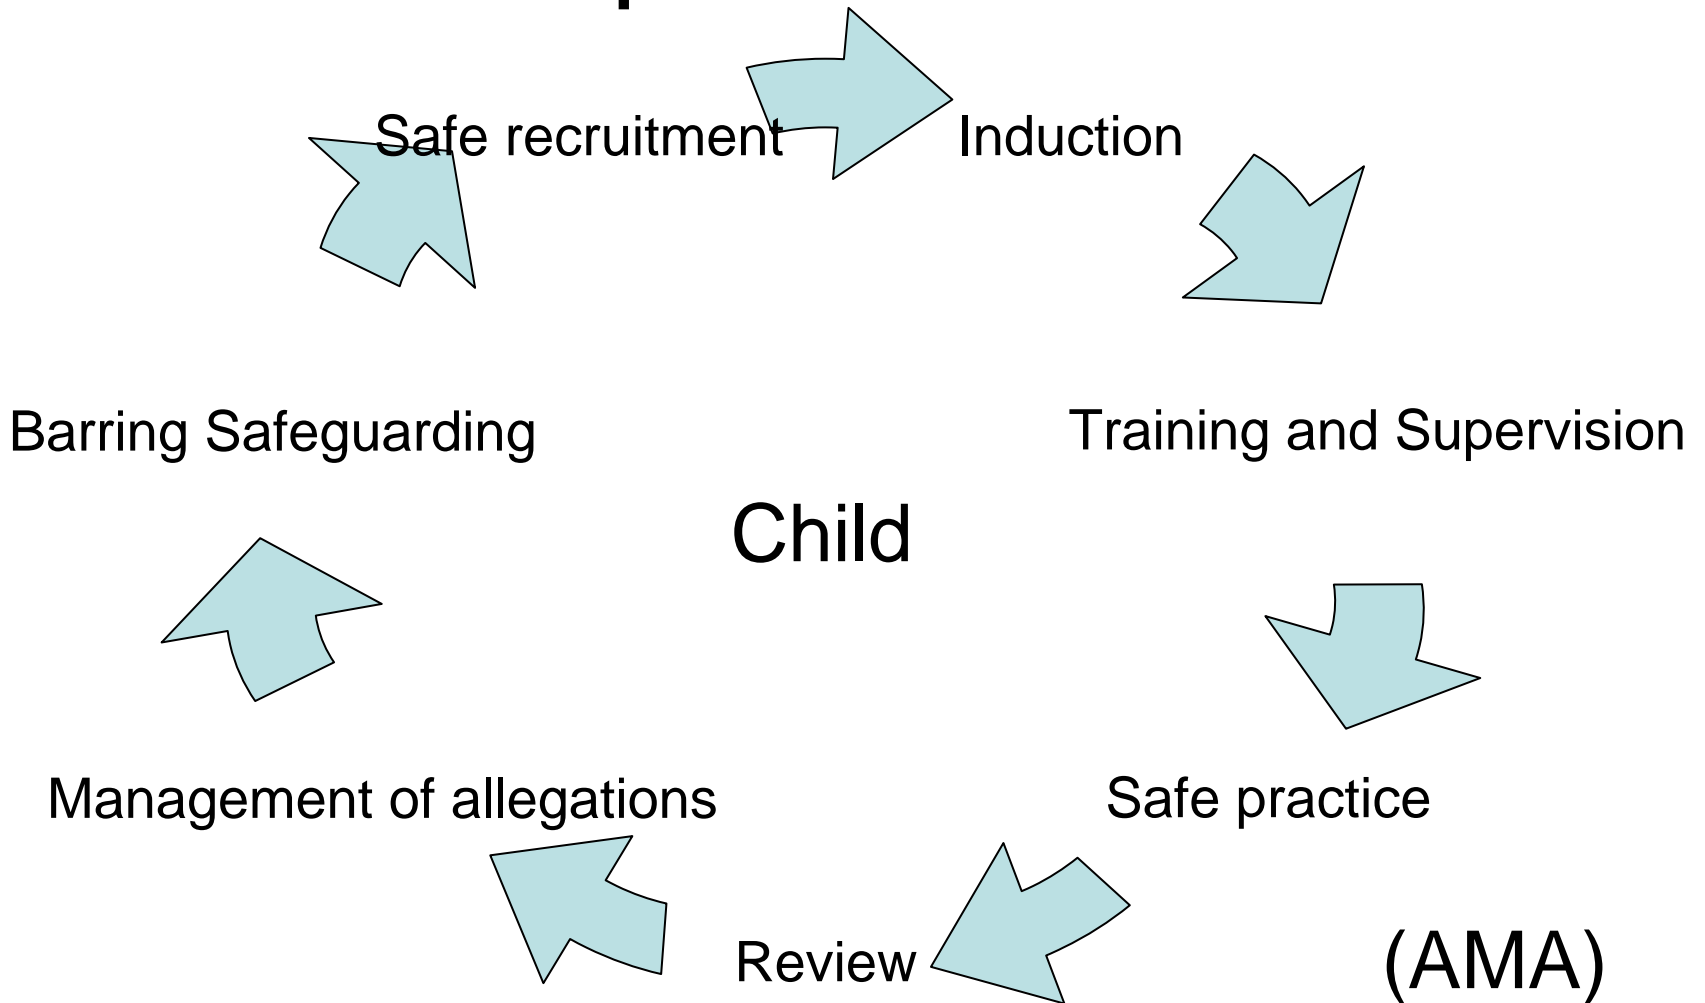 Safe recruitment
Induction
Barring Safeguarding
Training and Supervision
Child
Management of allegations
Safe practice
Review
(AMA)